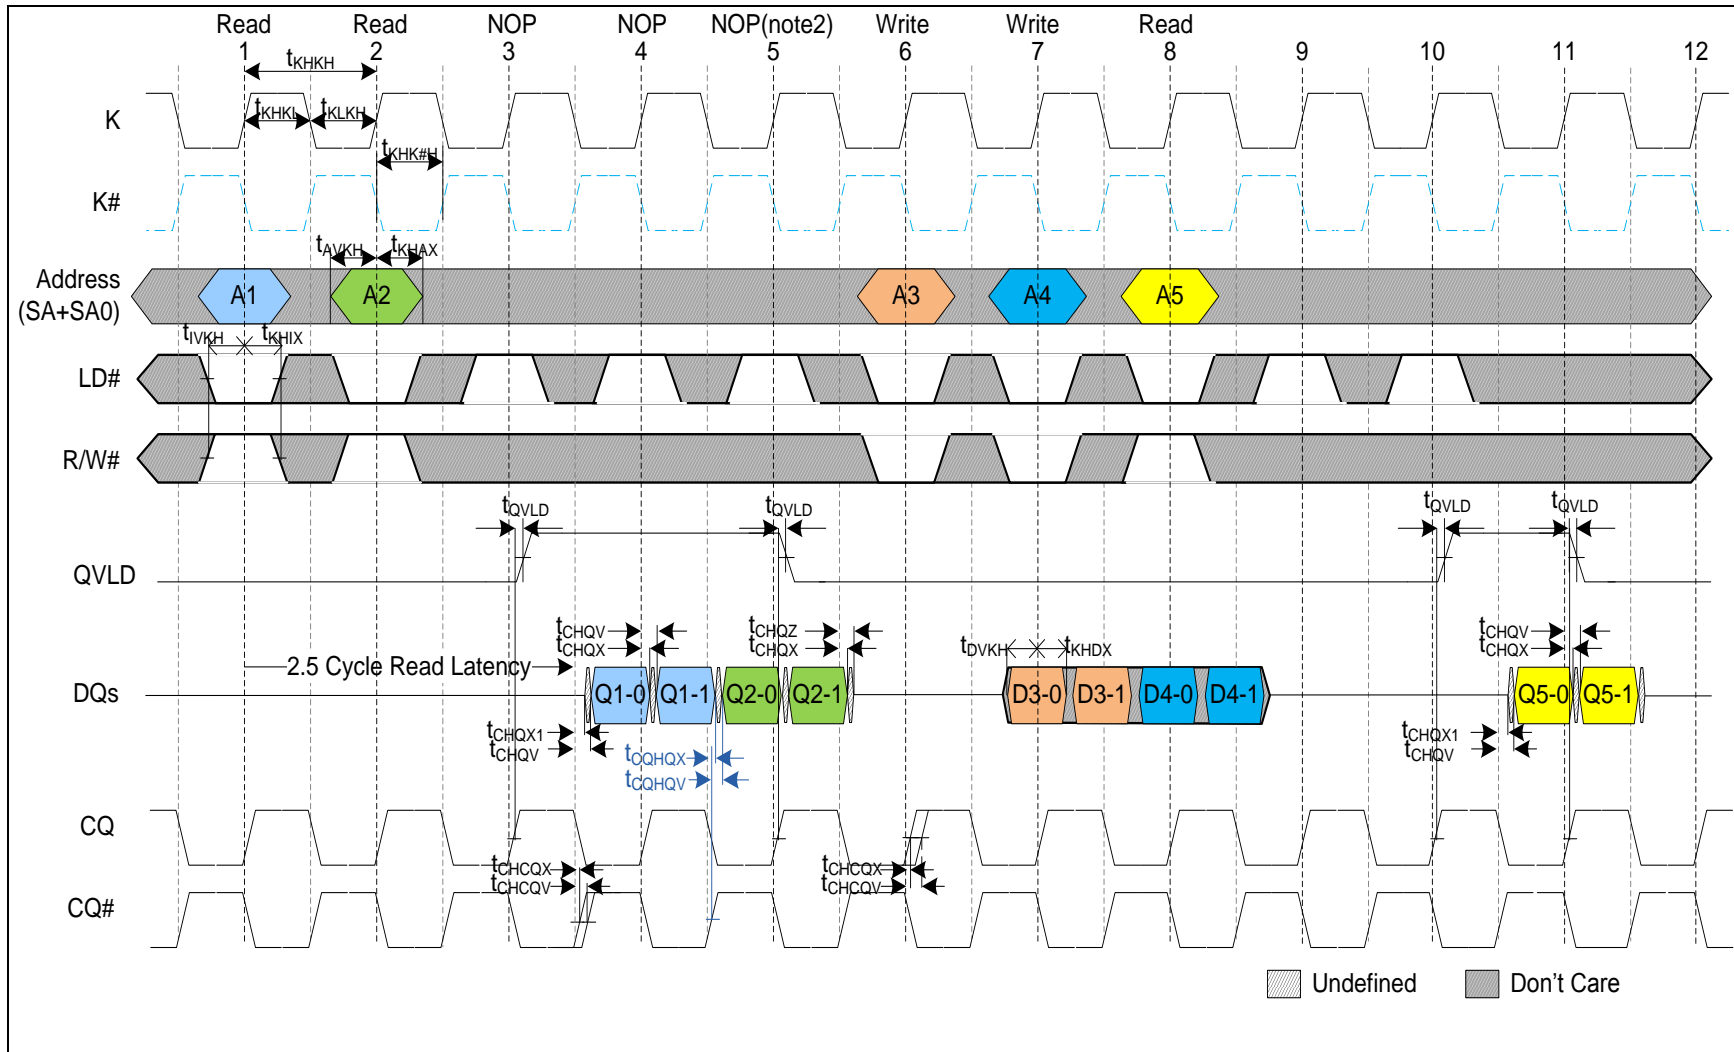 Read Read NOP NOP NOP(note2) Write Write Read
1 2 3 4 5 6 7 8 9 10 11 12
tKHKH
K
tKHKL tKLKH
tKHK#H
K#
tAVKH tKHAX
Address
(SA+SA0)
A1 A2 A3 A4 A5
tIVKH tKHIX
LD#
R/W#
tQVLD tQVLD tQVLD tQVLD
QVLD
tCHQV tCHQZ tCHQV
tCHQX tCHQX tDVKH tKHDX tCHQX
2.5 Cycle Read Latency
DQs
Q1-0 Q1-1 Q2-0 Q2-1 D3-0 D3-1 D4-0 D4-1 Q5-0 Q5-1
tCHQX1 tCHQX1
tCHQV tCQHQX tCHQV
tCQHQV
CQ
tCHCQX tCHCQX
tCHCQV tCHCQV
CQ#
Undefined Don't Care